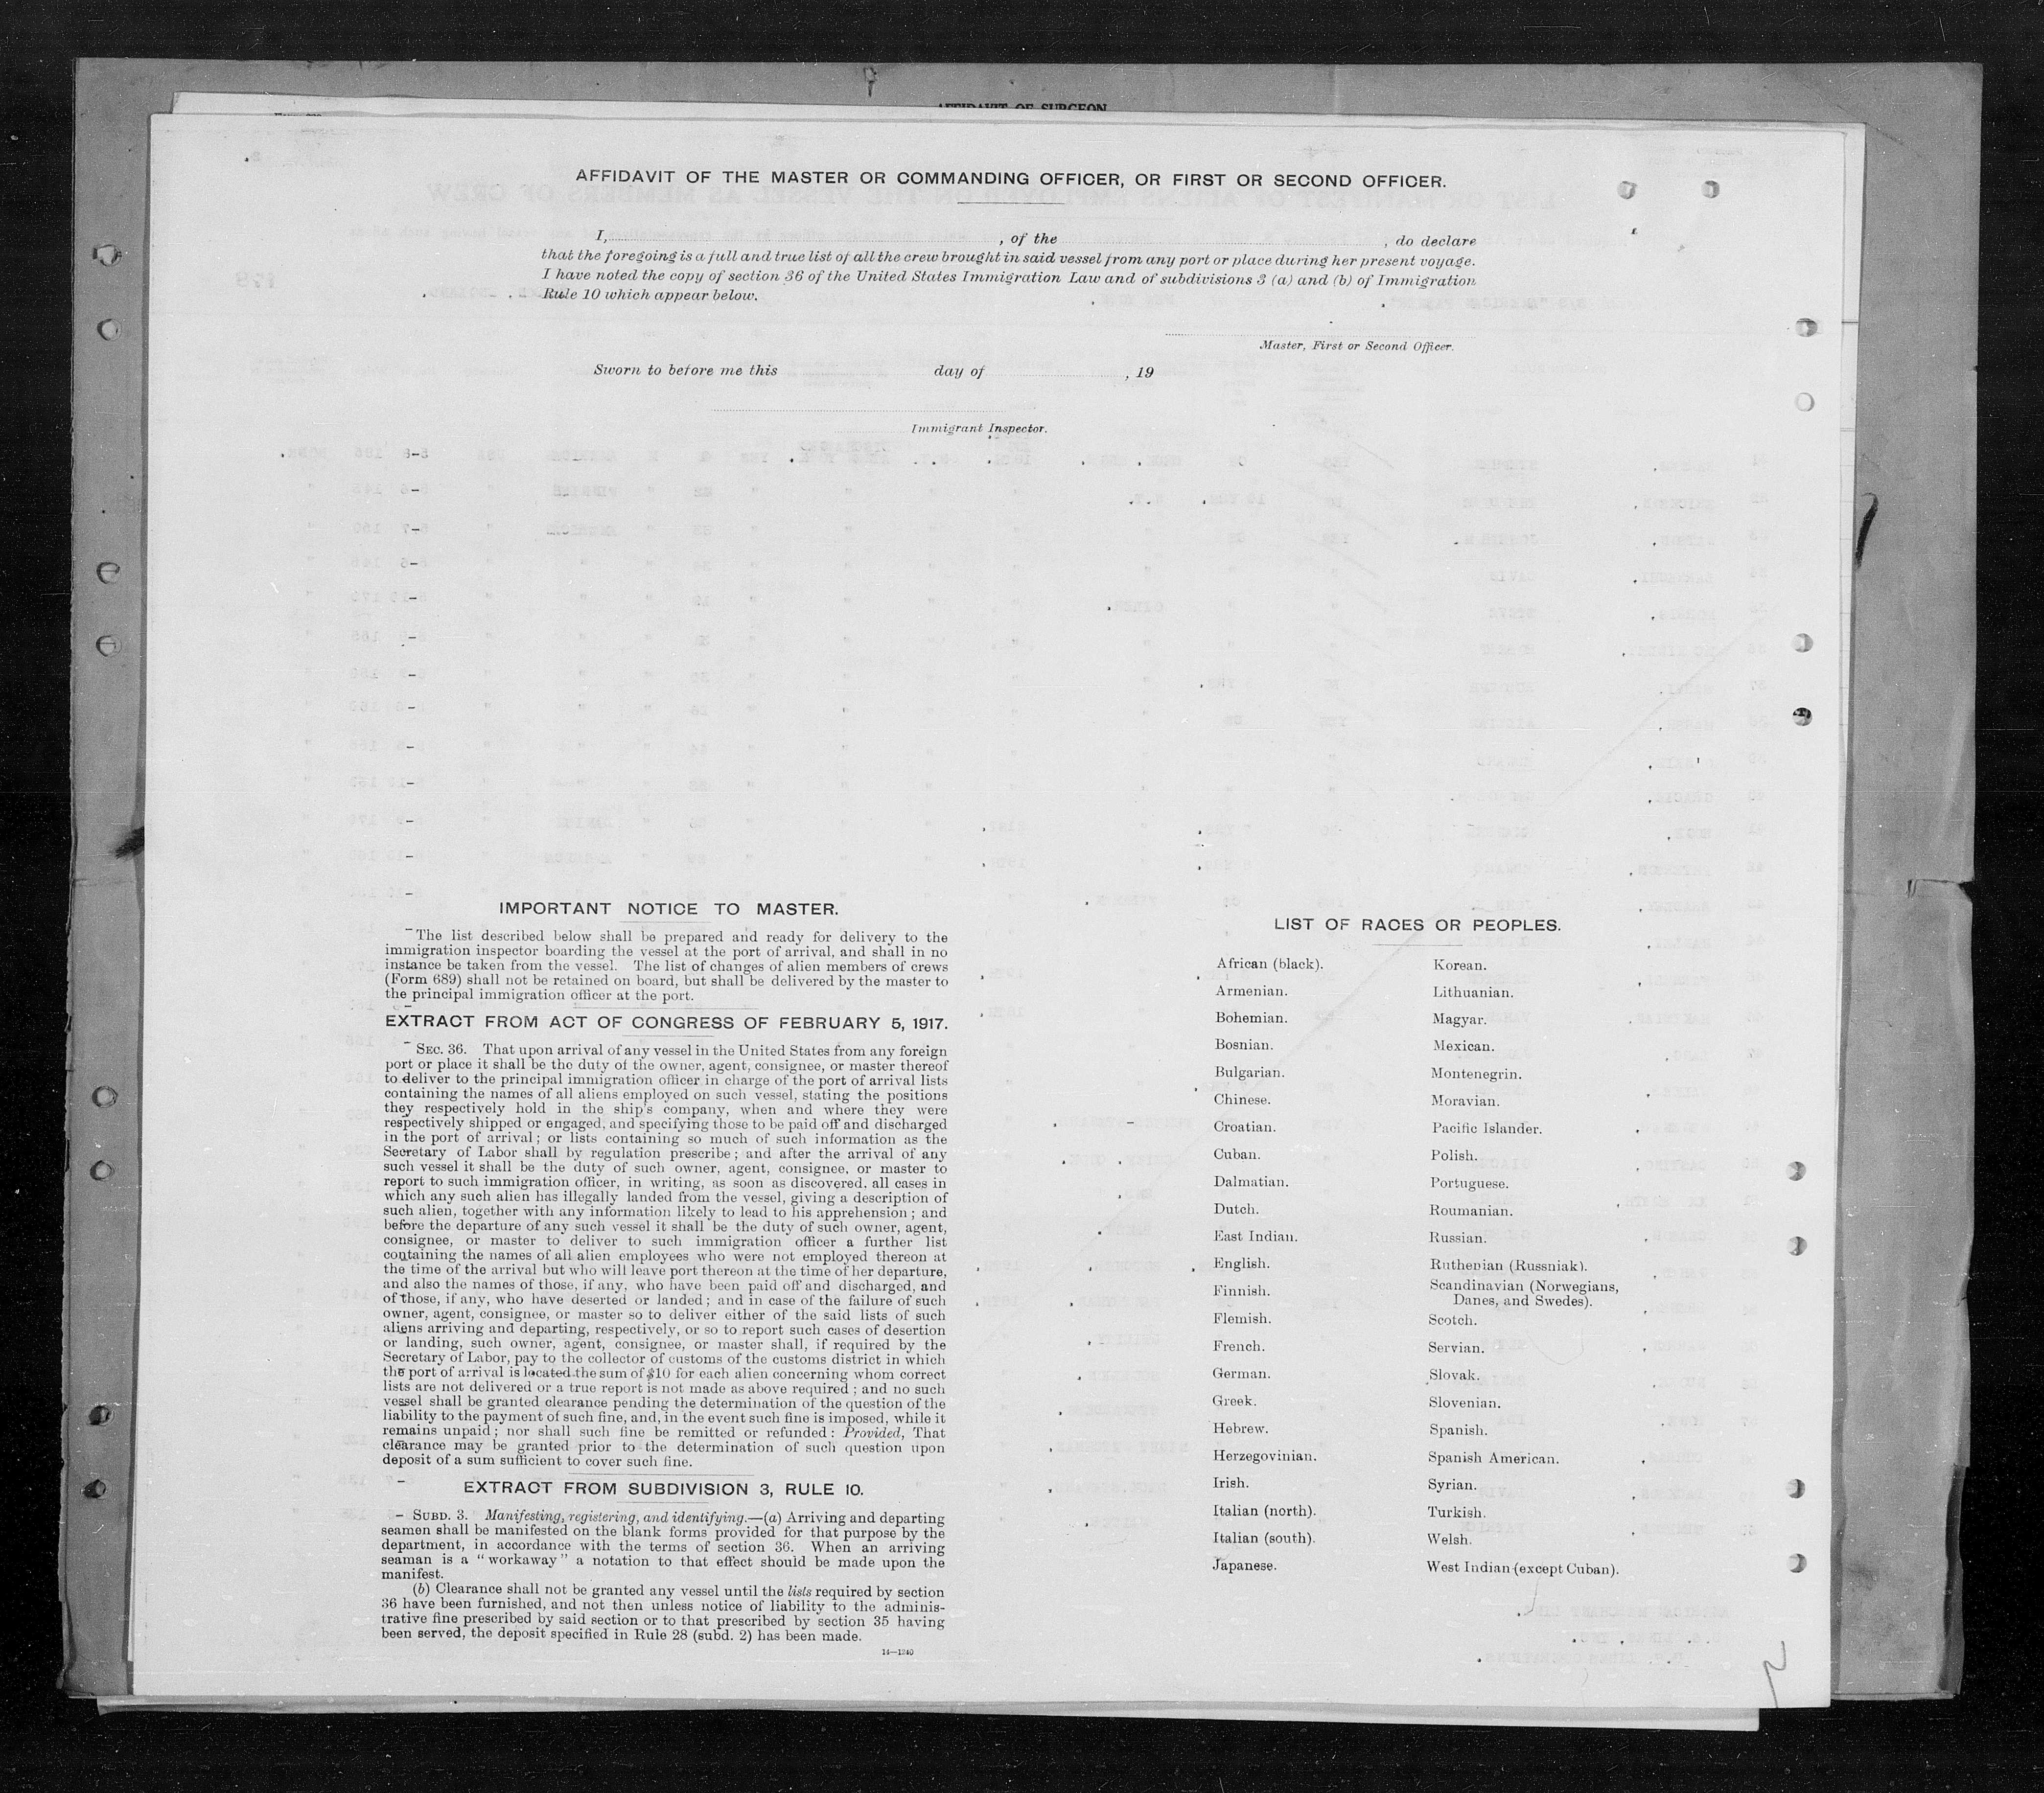 AFFIDAVIT OF SURGEON
AFFIDAVIT OF THE MASTER OR COMMANDING OFFICER, OR FIRST OR SECOND OFFICER.
I, , of the , do declare
that the foregoing is a full and true list of all the crew brought in said vessel from any port or place during her present voyage.
I have noted the copy of section 36 of the United States Immigration Law and of subdivisions 3 (a) and (b) of Immigration
Rule 10 which appear below.
Master, First or Second Officer.
Sworn to before me this day of , 19
Immigrant Inspector.
IMPORTANT NOTICE TO MASTER.
The list described below shall be prepared and ready for delivery to the
immigration inspector boarding the vessel at the port of arrival, and shall in no
instance be taken from the vessel. The list of changes of alien members of crews
(Form 689) shall not be retained on board, but shall be delivered by the master to
the principal immigration officer at the port.
EXTRACT FROM ACT OF CONGRESS OF FEBRUARY 5, 1917.
SEC. 36. That upon arrival of any vessel in the United States from any foreign
port or place it shall be the duty of the owner, agent, consignee, or master thereof
to deliver to the principal immigration officer in charge of the port of arrival lists
containing the names of all aliens employed on such vessel, stating the positions
they respectively hold in the ship's company, when and where they were
respectively shipped or engaged, and specifying those to be paid off and discharged
in the port of arrival; or lists containing so much of such information as the
Secretary of Labor shall by regulation prescribe; and after the arrival of any
such vessel it shall be the duty of such owner, agent, consignee, or master to
report to such immigration officer, in writing, as soon as discovered, all cases in
which any such alien has illegally landed from the vessel, giving a description of
such alien, together with any information likely to lead to his apprehension; and
before the departure of any such vessel it shall be the duty of such owner, agent,
consignee, or master to deliver to such immigration officer a further list
containing the names of all alien employees who were not employed thereon at
the time of the arrival but who will leave port thereon at the time of her departure,
and also the names of those, if any, who have been paid off and discharged, and
of those, if any, who have deserted or landed; and in case of the failure of such
owner, agent, consignee, or master so to deliver either of the said lists of such
aliens arriving and departing, respectively, or so to report such cases of desertion
or landing, such owner, agent, consignee, or master shall, if required by the
Secretary of Labor, pay to the collector of customs of the customs district in which
the port of arrival is located the sum of $10 for each alien concerning whom correct
lists are not delivered or a true report is not made as above required; and no such
vessel shall be granted clearance pending the determination of the question of the
liability to the payment of such fine, and, in the event such fine is imposed, while it
remains unpaid; nor shall such fine be remitted or refunded: Provided, That
clearance may be granted prior to the determination of such question upon
deposit of a sum sufficient to cover such fine.
EXTRACT FROM SUBDIVISION 3, RULE 10.
SUBD. 3. Manifesting, registering, and identifying.—(a) Arriving and departing
seamen shall be manifested on the blank forms provided for that purpose by the
department, in accordance with the terms of section 36. When an arriving
seaman is a "workaway" a notation to that effect should be made upon the
manifest.
(b) Clearance shall not be granted any vessel until the lists required by section
36 have been furnished, and not then unless notice of liability to the adminis-
trative fine prescribed by said section or to that prescribed by section 35 having
been served, the deposit specified in Rule 28 (subd. 2) has been made.
14—1240
LIST OF RACES OR PEOPLES.
African (black).
Armenian.
Bohemian.
Bosnian.
Bulgarian.
Chinese.
Croatian.
Cuban.
Dalmatian.
Dutch.
East Indian.
English.
Finnish.
Flemish.
French.
German.
Greek.
Hebrew.
Herzegovinian.
Irish.
Italian (north).
Italian (south).
Japanese.
Korean.
Lithuanian.
Magyar.
Mexican.
Montenegrin.
Moravian.
Pacific Islander.
Polish.
Portuguese.
Roumanian.
Russian.
Ruthenian (Russniak).
Scandinavian (Norwegians,
Danes, and Swedes).
Scotch.
Servian.
Slovak.
Slovenian.
Spanish.
Spanish American.
Syrian.
Turkish.
Welsh.
West Indian (except Cuban).